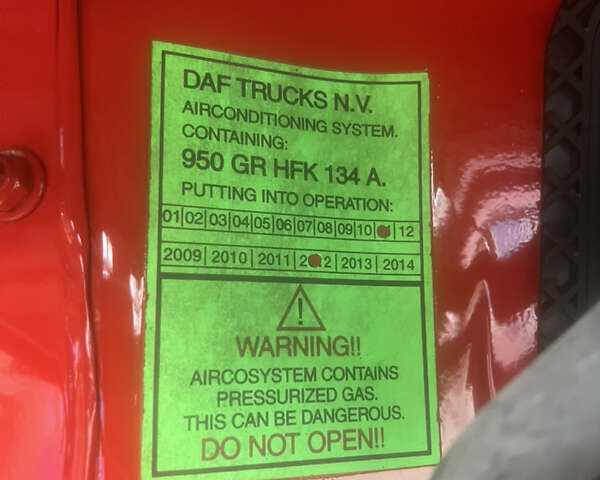 DAF TRUCKS N.V.
AIRCONDITIONING SYSTEM.
CONTAINING:
950 GR HFK 134 A.
PUTTING INTO OPERATION:
01|02|03|04|05|06|07|08|09|10| | 12
2009| 2010 | 2011 | 2 2 | 2013 | 2014
!
WARNING!!
AIRCOSYSTEM CONTAINS
PRESSURIZED GAS.
THIS CAN BE DANGEROUS.
DO NOT OPEN!!